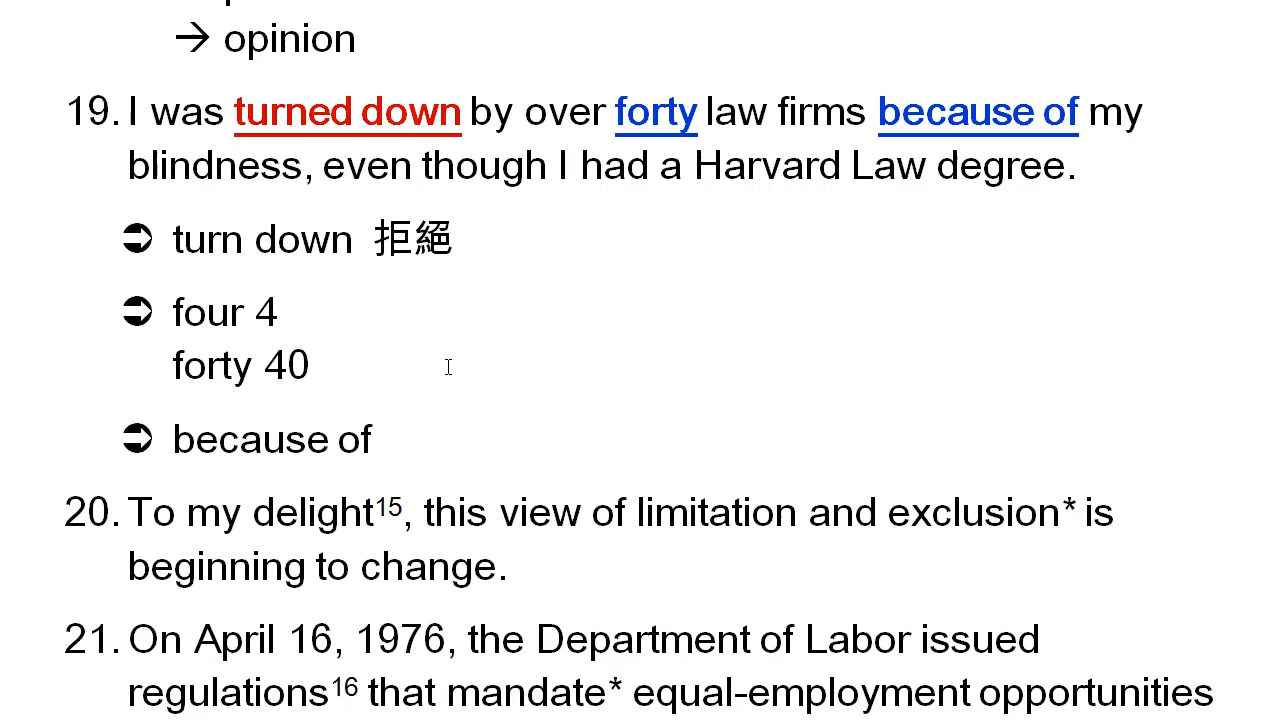 → opinion
19. I was turned down by over forty law firms because of my
blindness, even though I had a Harvard Law degree.
➲ turn down 拒絕
➲ four 4
forty 40
➲ because of
20. To my delight15, this view of limitation and exclusion* is
beginning to change.
21. On April 16, 1976, the Department of Labor issued
regulations16 that mandate* equal-employment opportunities